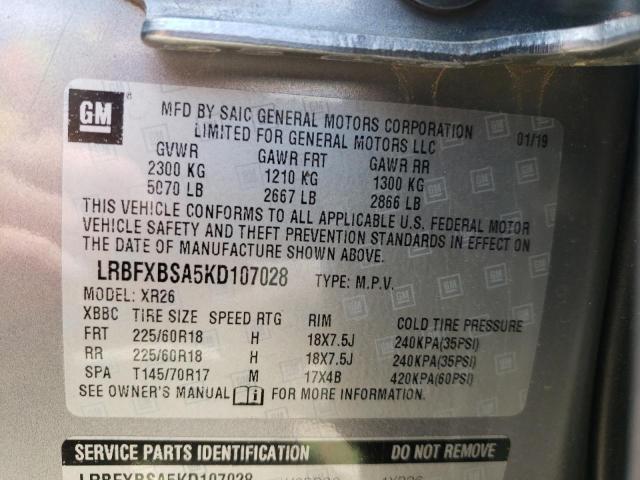 GM
MFD BY SAIC GENERAL MOTORS CORPORATION
LIMITED FOR GENERAL MOTORS LLC
01/19
GVWR GAWR FRT GAWR RR
2300 KG 1210 KG 1300 KG
5070 LB 2667 LB 2866 LB
THIS VEHICLE CONFORMS TO ALL APPLICABLE U.S. FEDERAL MOTOR
VEHICLE SAFETY AND THEFT PREVENTION STANDARDS IN EFFECT ON
THE DATE OF MANUFACTURE SHOWN ABOVE.
LRBFXBSA5KD107028 TYPE: M.P.V.
MODEL: XR26
XBBC TIRE SIZE SPEED RTG RIM COLD TIRE PRESSURE
FRT 225/60R18 H 18X7.5J 240KPA(35PSI)
RR 225/60R18 H 18X7.5J 240KPA(35PSI)
SPA T145/70R17 M 17X4B 420KPA(60PSI)
SEE OWNER'S MANUAL FOR MORE INFORMATION.
SERVICE PARTS IDENTIFICATION DO NOT REMOVE
LRBFXBSA5KD107028